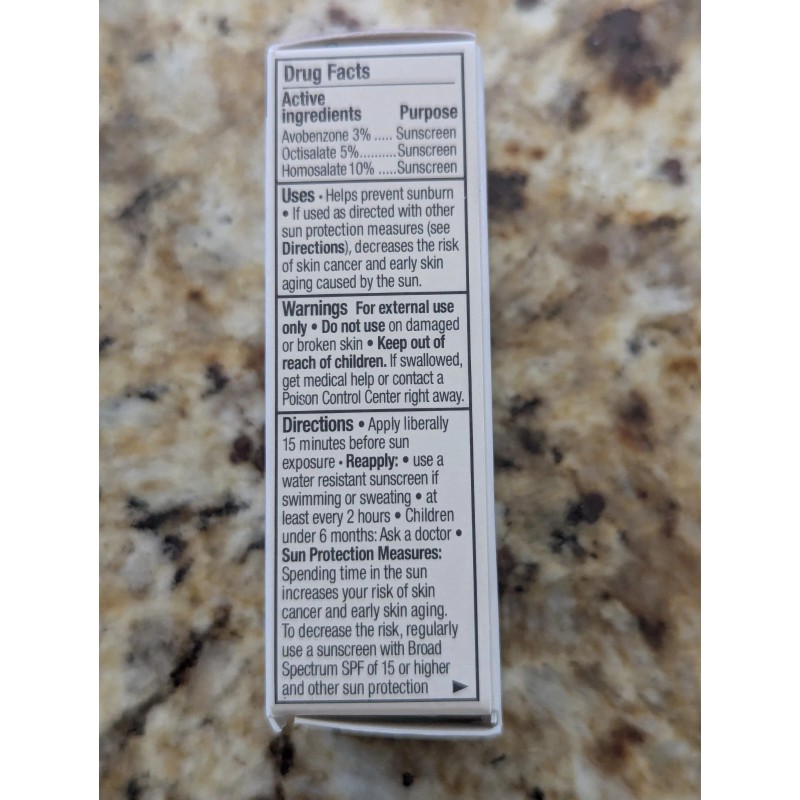 Drug Facts
Active
ingredients Purpose
Avobenzone 3% ..... Sunscreen
Octisalate 5%.......... Sunscreen
Homosalate 10% ..... Sunscreen
Uses • Helps prevent sunburn
• If used as directed with other
sun protection measures (see
Directions), decreases the risk
of skin cancer and early skin
aging caused by the sun.
Warnings For external use
only • Do not use on damaged
or broken skin • Keep out of
reach of children. If swallowed,
get medical help or contact a
Poison Control Center right away.
Directions • Apply liberally
15 minutes before sun
exposure • Reapply: • use a
water resistant sunscreen if
swimming or sweating • at
least every 2 hours • Children
under 6 months: Ask a doctor •
Sun Protection Measures:
Spending time in the sun
increases your risk of skin
cancer and early skin aging.
To decrease the risk, regularly
use a sunscreen with Broad
Spectrum SPF of 15 or higher
and other sun protection ►